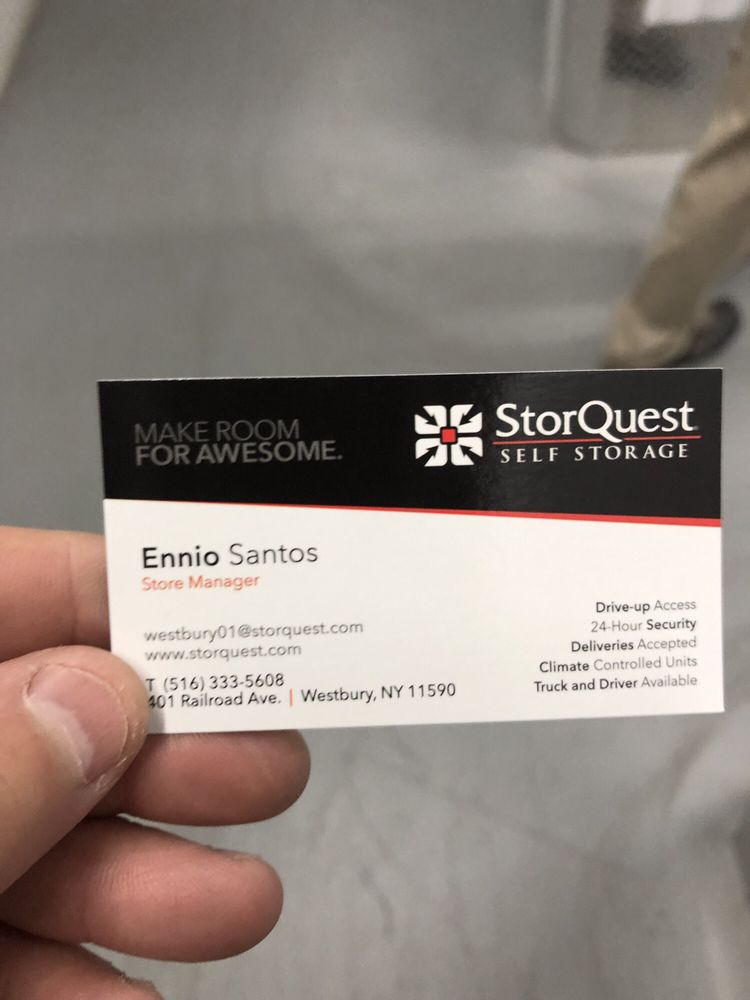 MAKE ROOM
FOR AWESOME.
StorQuest
SELF STORAGE
Ennio Santos
Store Manager
westbury01@storquest.com
www.storquest.com
T (516) 333-5608
401 Railroad Ave. | Westbury, NY 11590
Drive-up Access
24-Hour Security
Deliveries Accepted
Climate Controlled Units
Truck and Driver Available